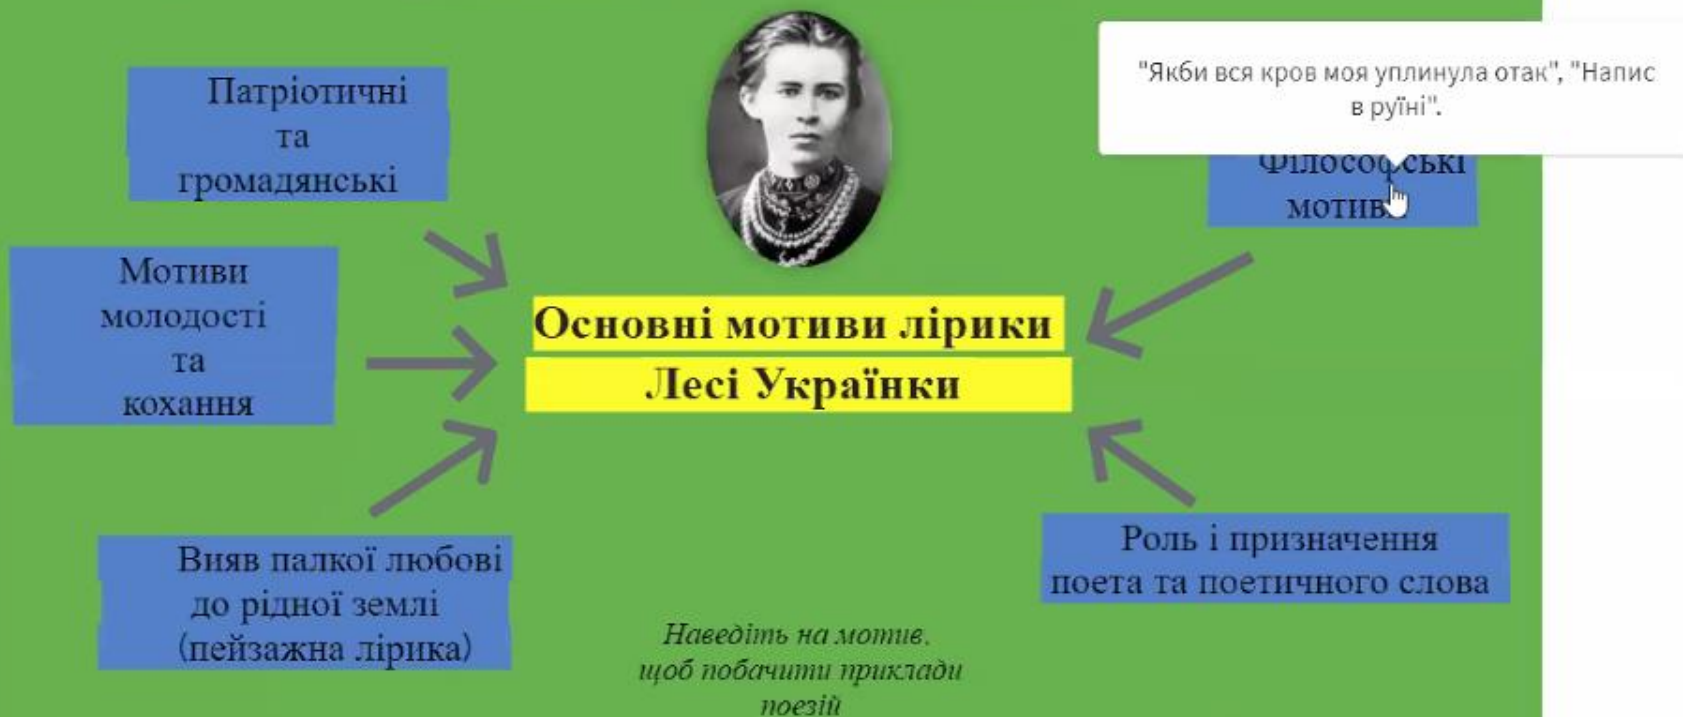 "Якби вся кров моя уплинула отак", "Напис
в руїні".
Патріотичні
та
громадянські
Філософські
мотиви
Мотиви
молодості
та
кохання
Основні мотиви лірики
Лесі Українки
Вияв палкої любові
до рідної землі
(пейзажна лірика)
Роль і призначення
поета та поетичного слова
Наведіть на мотив,
щоб побачити приклади
поезій